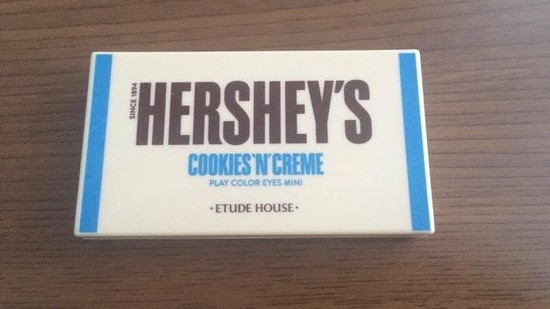 SINCE 1894
HERSHEY'S
COOKIES'N'CREME
PLAY COLOR EYES MINI
•ETUDE HOUSE•